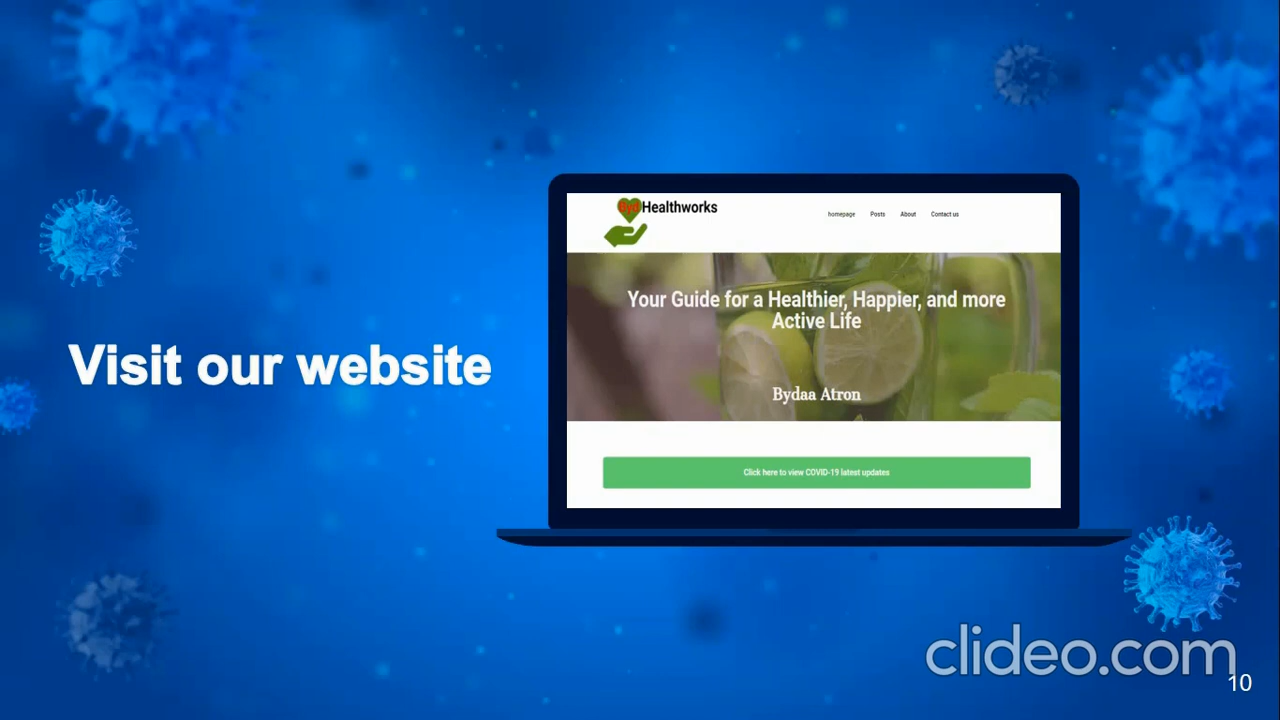 Visit our website
Byd Healthworks
homepage Posts About Contact us
Your Guide for a Healthier, Happier, and more
Active Life
Bydaa Atron
Click here to view COVID-19 latest updates
clideo.com
10